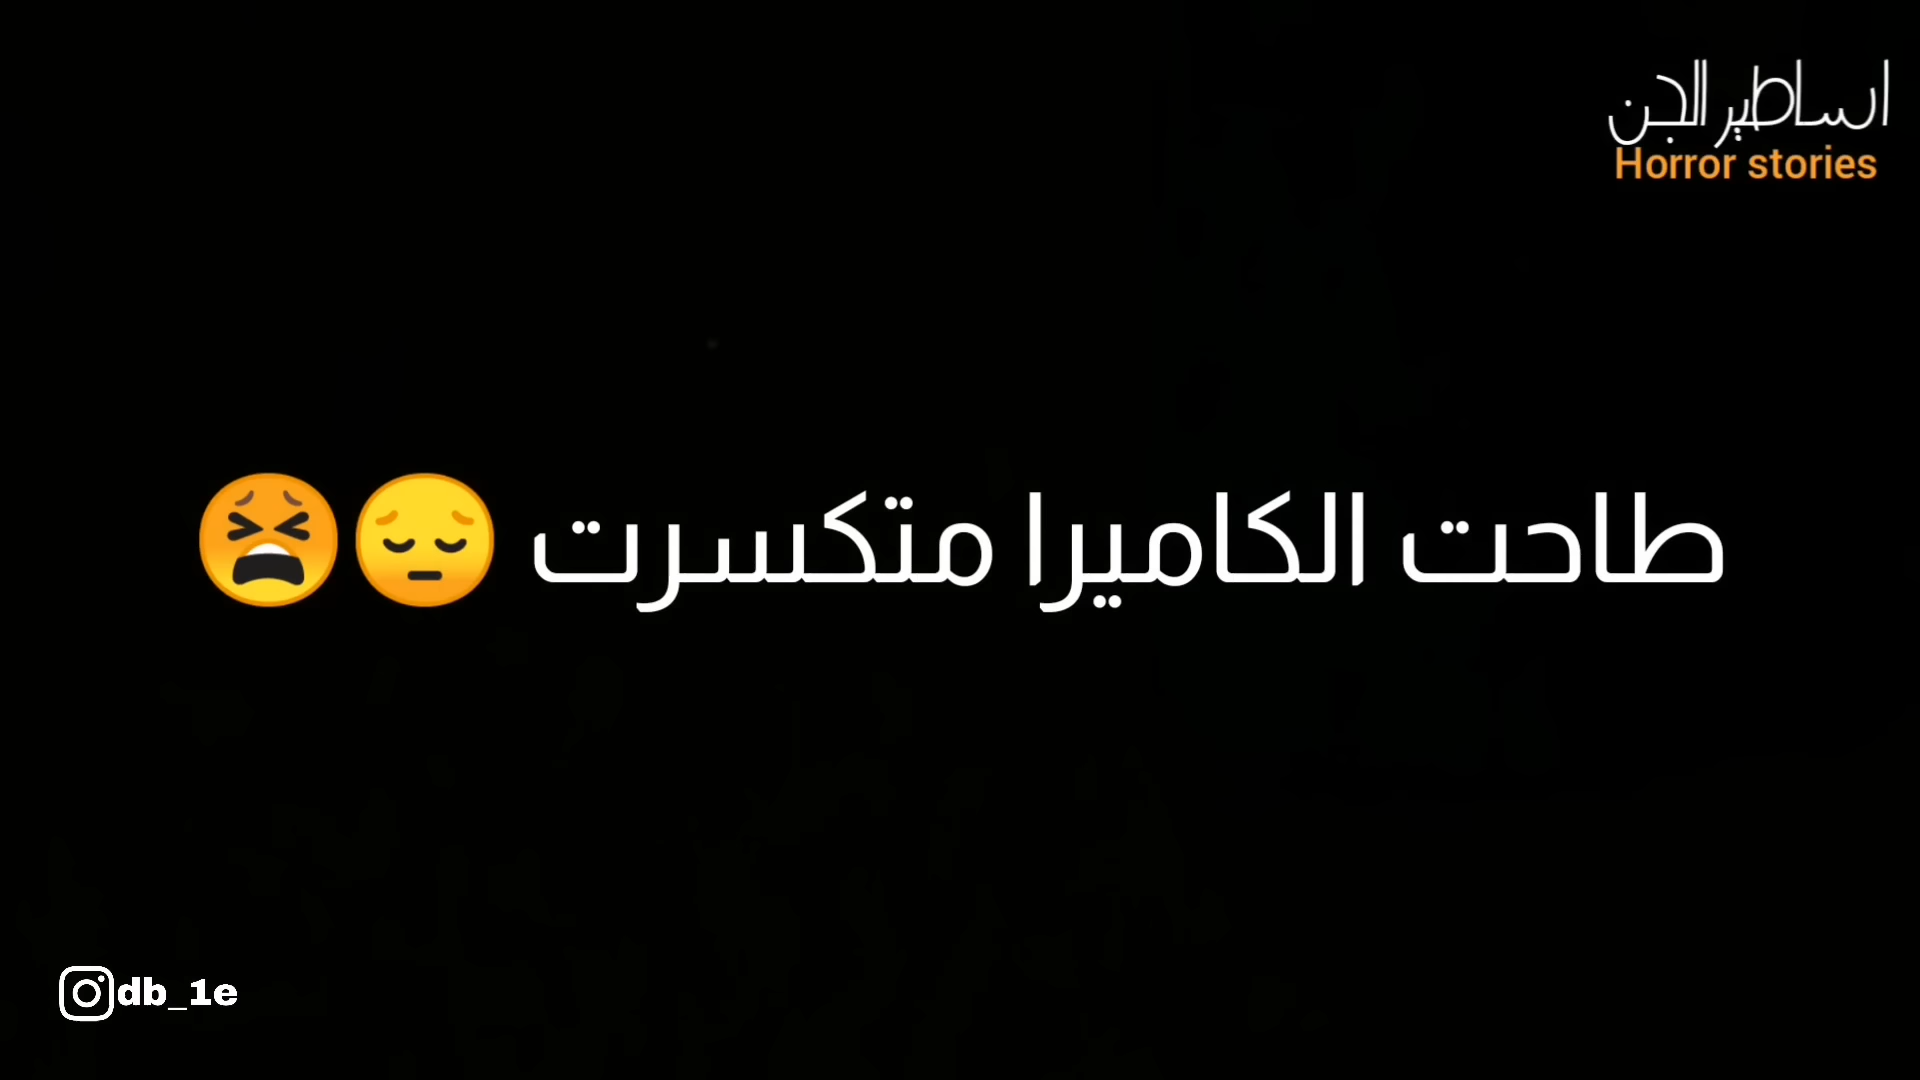 اساطير الجن
Horror stories
طاحت الكاميرا متكسرت 😔😫
db_1e